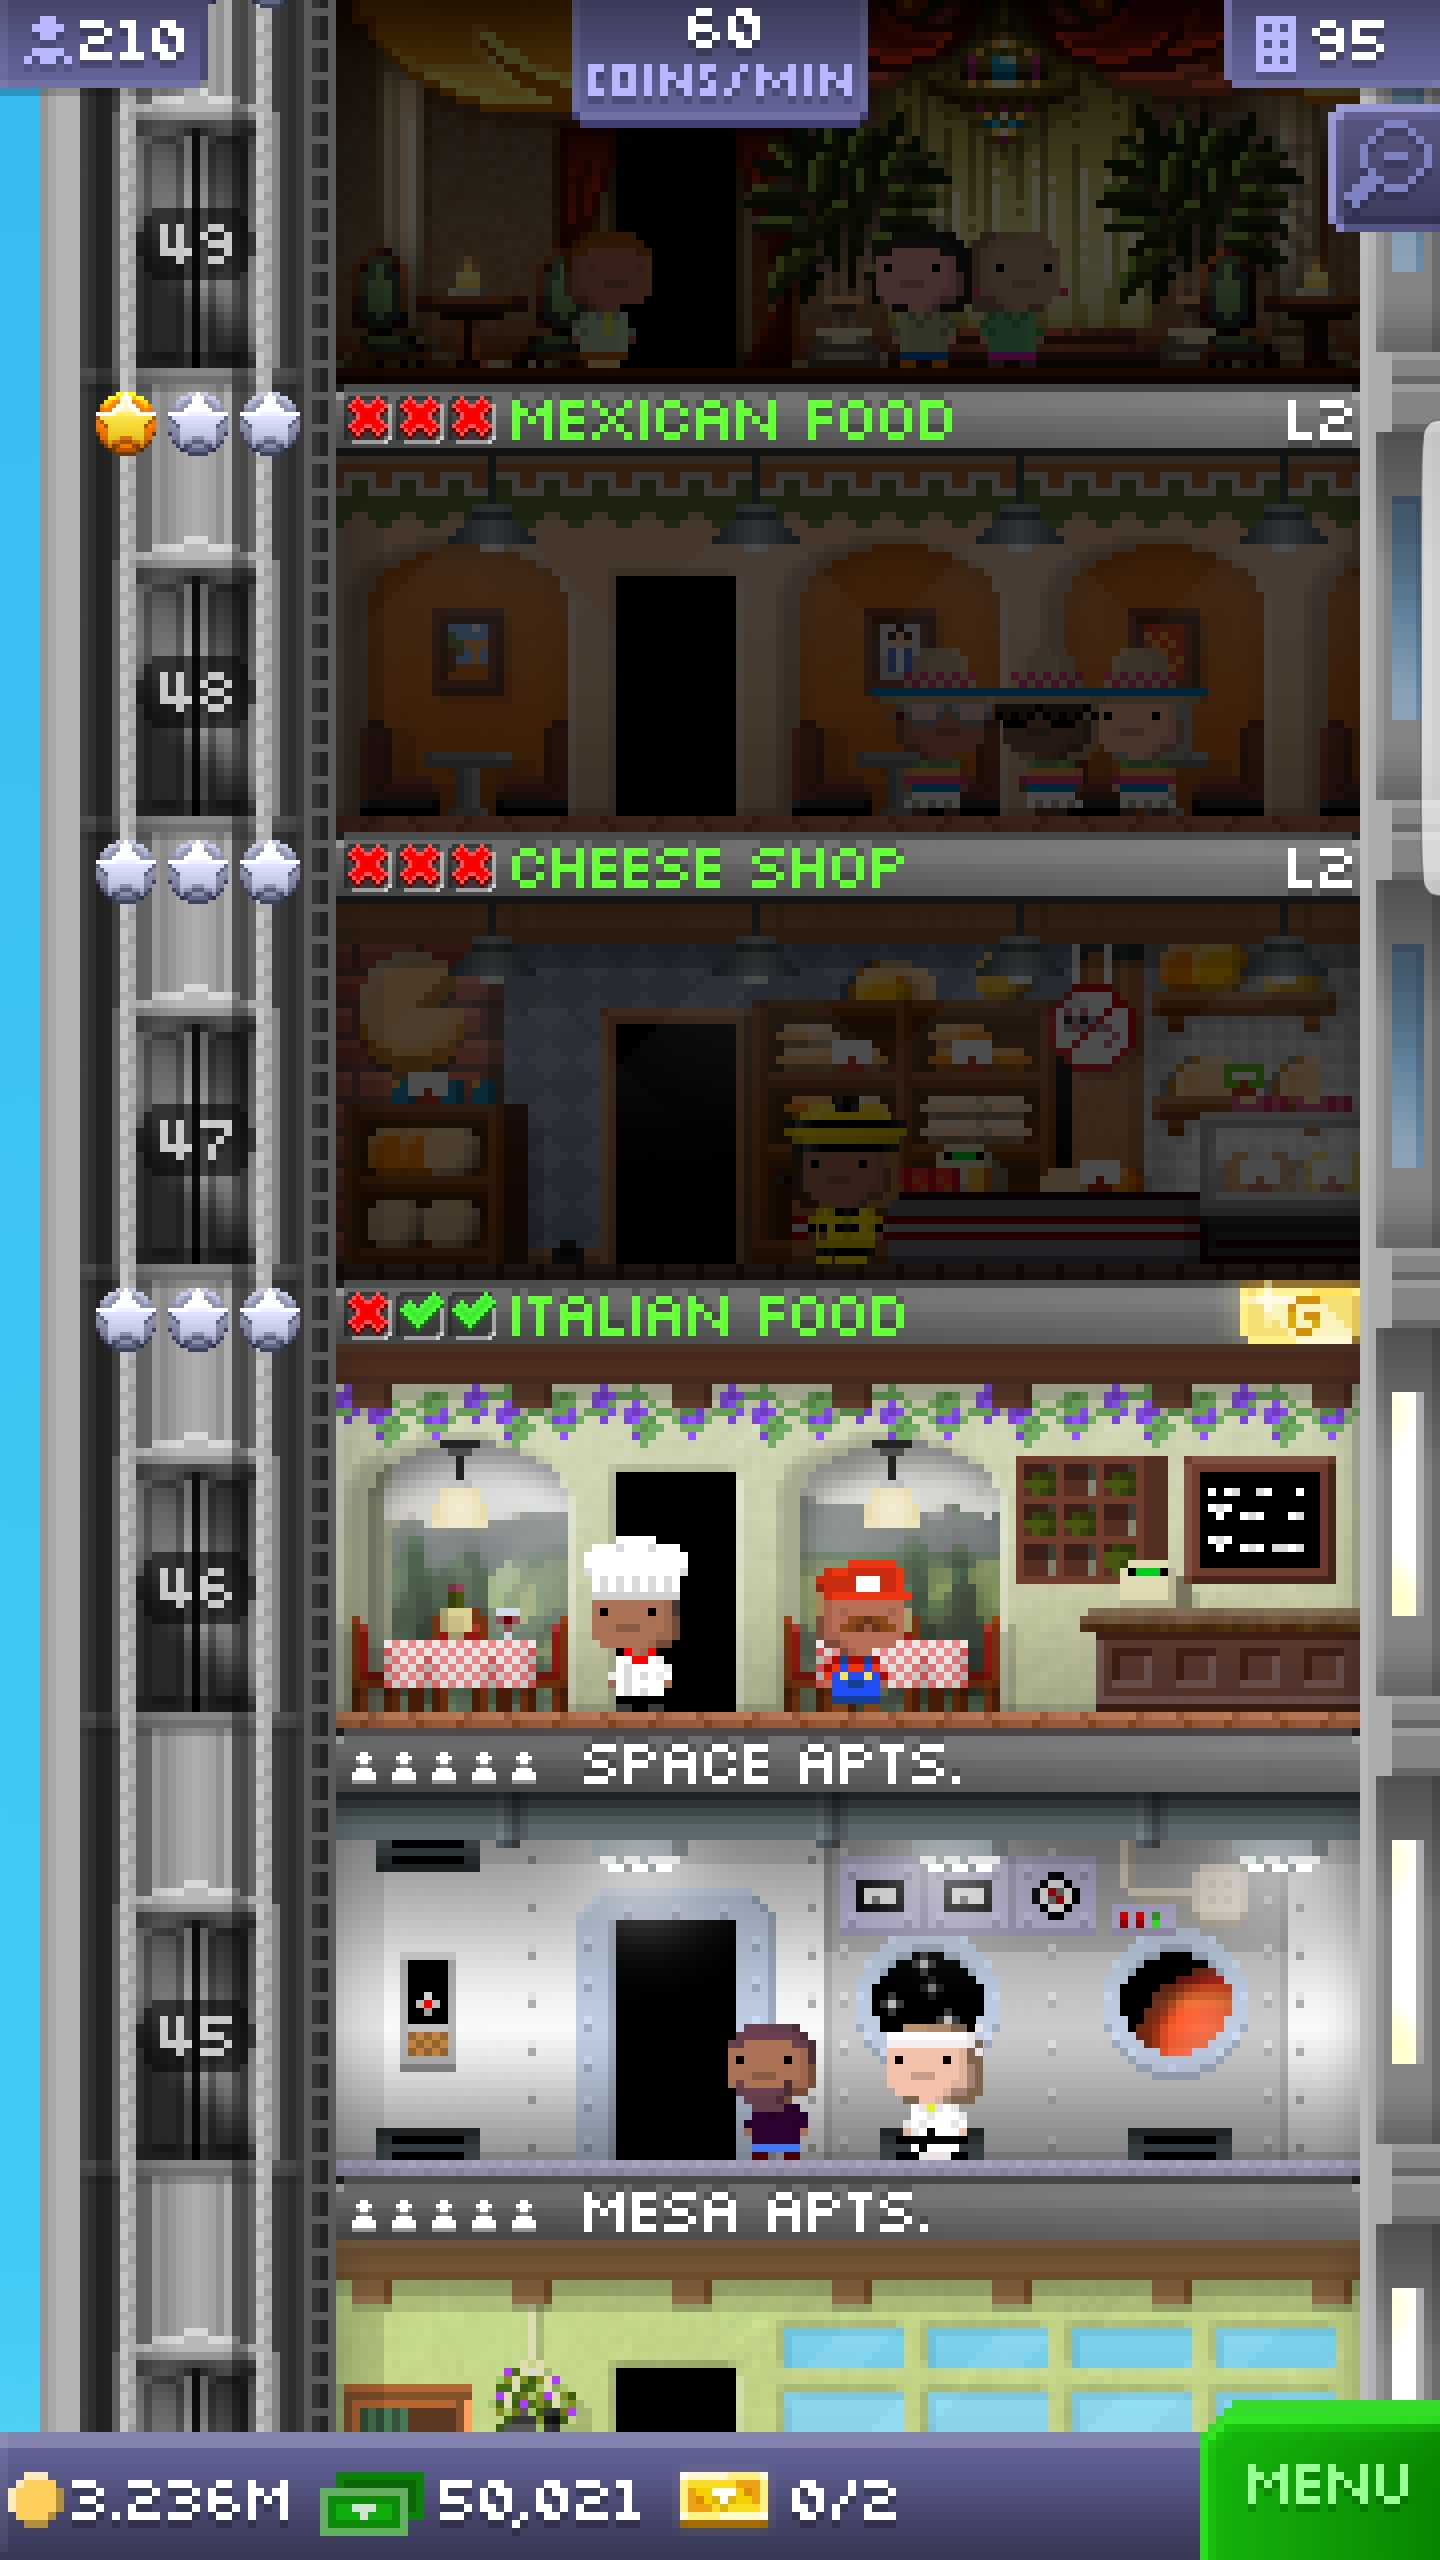 210
60
COINS/MIN
95
49
MEXICAN FOOD L2
48
CHEESE SHOP L2
47
ITALIAN FOOD G
46
SPACE APTS.
45
MESA APTS.
3.236M 50,021 0/2
MENU